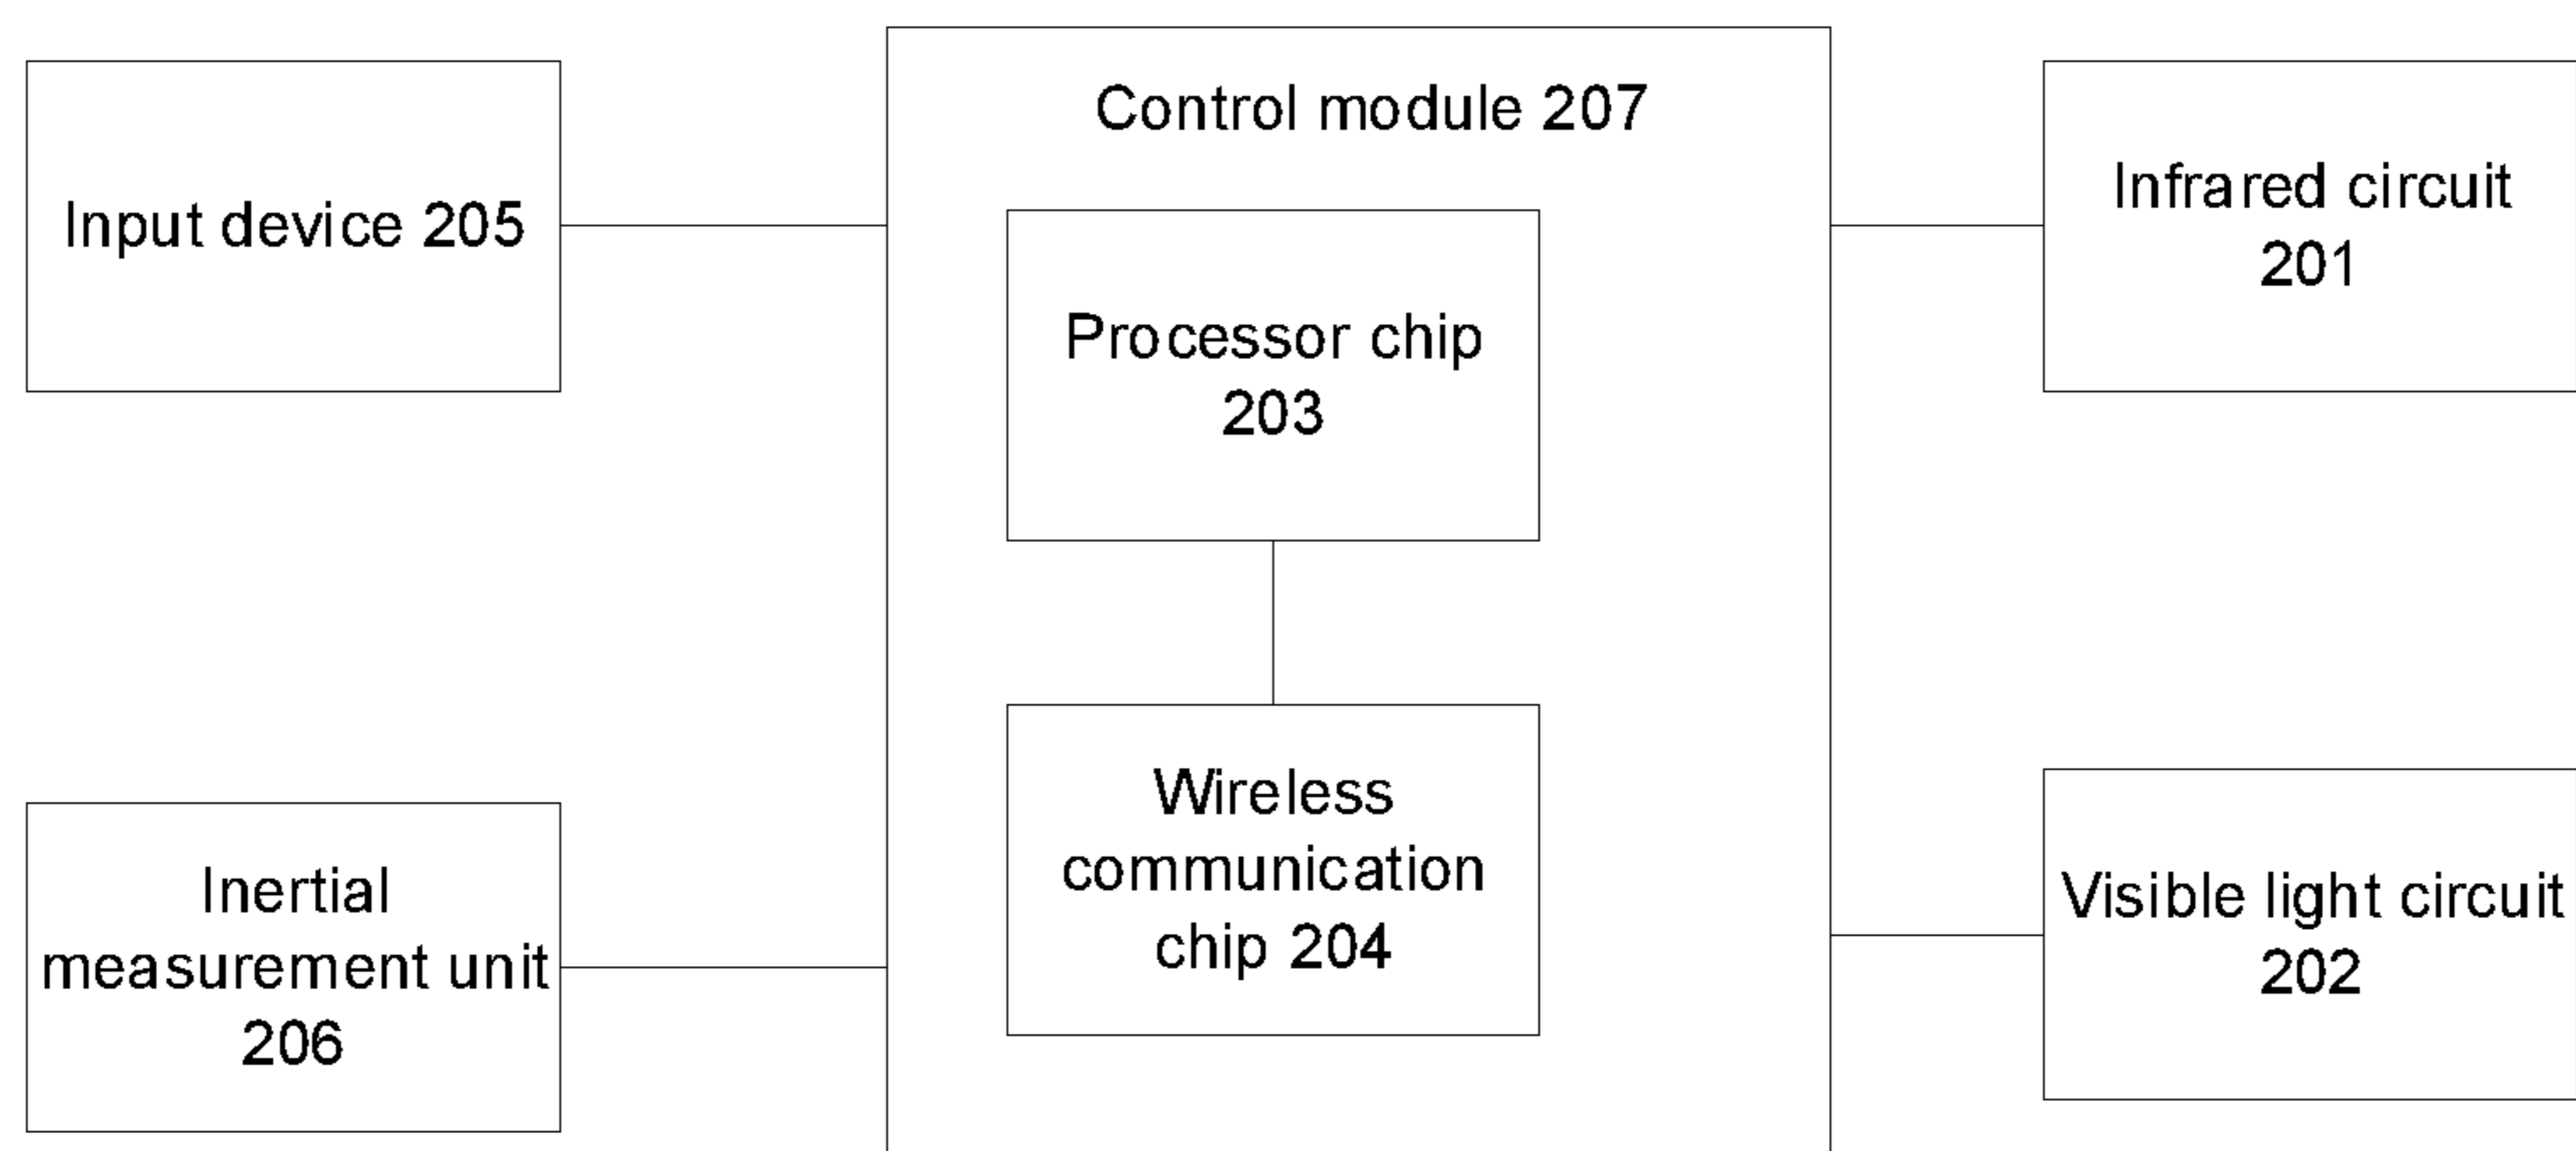 Control module 207
Input device 205
Infrared circuit
201
Processor chip
203
Wireless
communication
chip 204
Inertial
measurement unit
206
Visible light circuit
202